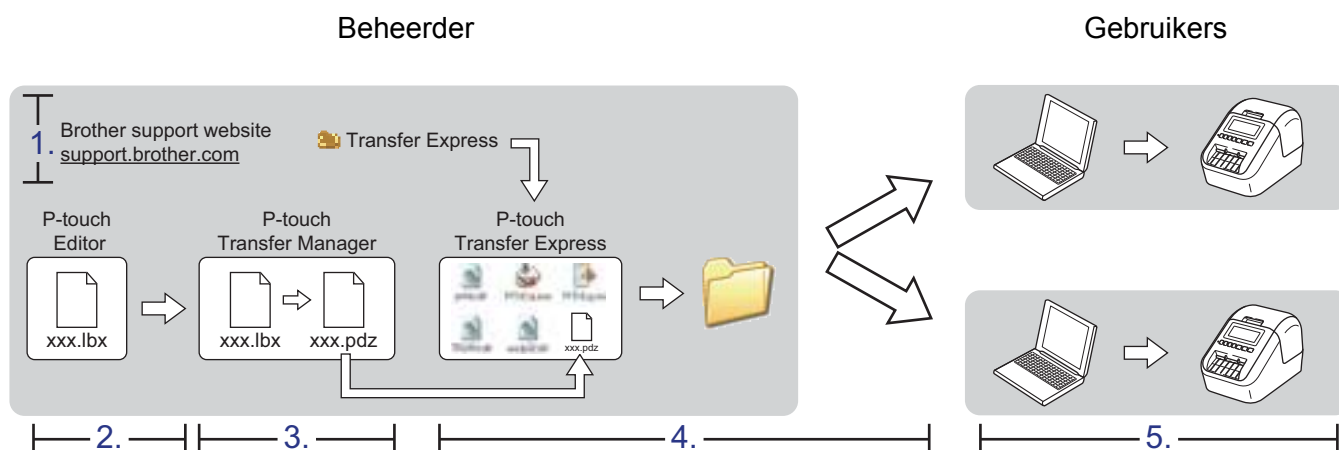 Beheerder
Gebruikers
1.
Brother support website
support.brother.com
Transfer Express
P-touch
Editor
xxx.lbx
P-touch
Transfer Manager
xxx.lbx
xxx.pdz
P-touch
Transfer Express
xxx.pdz
2.
3.
4.
5.